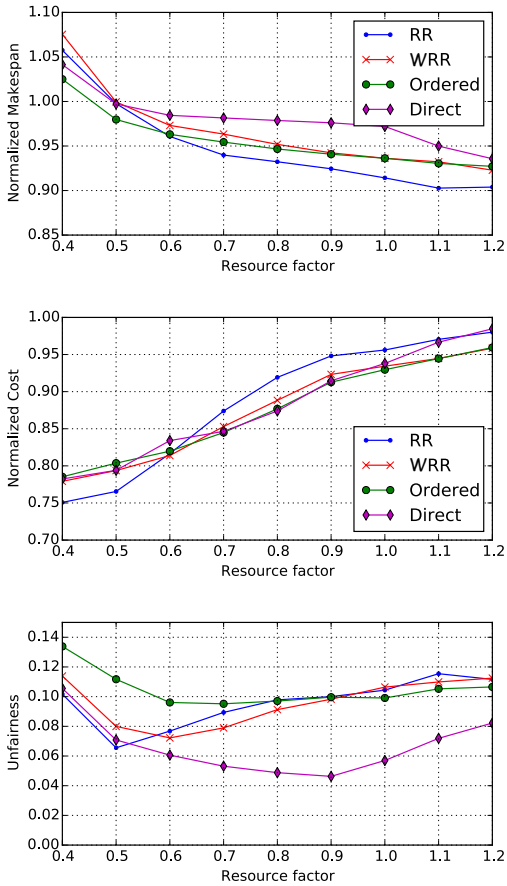 1.10
1.05
1.00
0.95
0.90
0.85
Normalized Makespan
RR
WRR
Ordered
Direct
0.4 0.5 0.6 0.7 0.8 0.9 1.0 1.1 1.2
Resource factor
1.00
0.95
0.90
0.85
0.80
0.75
0.70
Normalized Cost
RR
WRR
Ordered
Direct
0.4 0.5 0.6 0.7 0.8 0.9 1.0 1.1 1.2
Resource factor
0.14
0.12
0.10
0.08
0.06
0.04
0.02
0.00
Unfairness
0.4 0.5 0.6 0.7 0.8 0.9 1.0 1.1 1.2
Resource factor